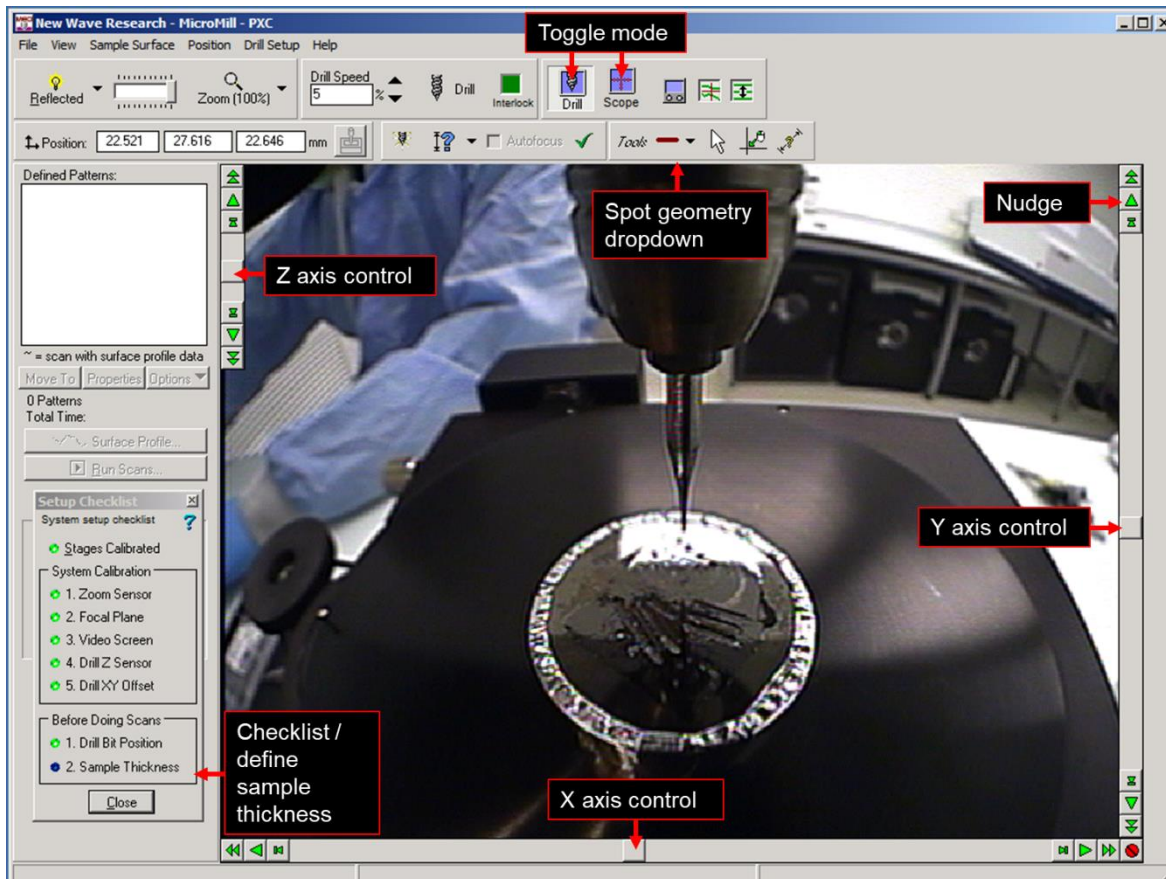 New Wave Research - MicroMill - PXC
File View Sample Surface Position Drill Setup Help
Toggle mode
Reflected
Zoom (100%)
Drill Speed
5 %
Drill
Interlock
Drill
Scope
Position: 22.521 27.616 22.646 mm
Autofocus
Tools
Defined Patterns:
Spot geometry
dropdown
Nudge
Z axis control
~ = scan with surface profile data
Move To Properties Options
0 Patterns
Total Time:
Surface Profile...
Run Scans...
Setup Checklist
System setup checklist ?
Stages Calibrated
System Calibration
1. Zoom Sensor
2. Focal Plane
3. Video Screen
4. Drill Z Sensor
5. Drill XY Offset
Before Doing Scans
1. Drill Bit Position
2. Sample Thickness
Close
Y axis control
Checklist /
define
sample
thickness
X axis control